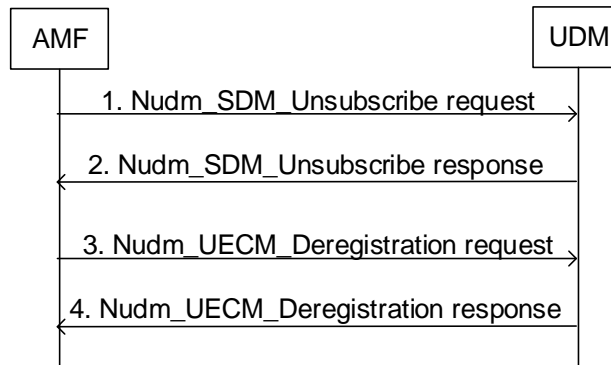 AMF
UDM
1. Nudm_SDM_Unsubscribe request
2. Nudm_SDM_Unsubscribe response
3. Nudm_UECM_Deregistration request
4. Nudm_UECM_Deregistration response